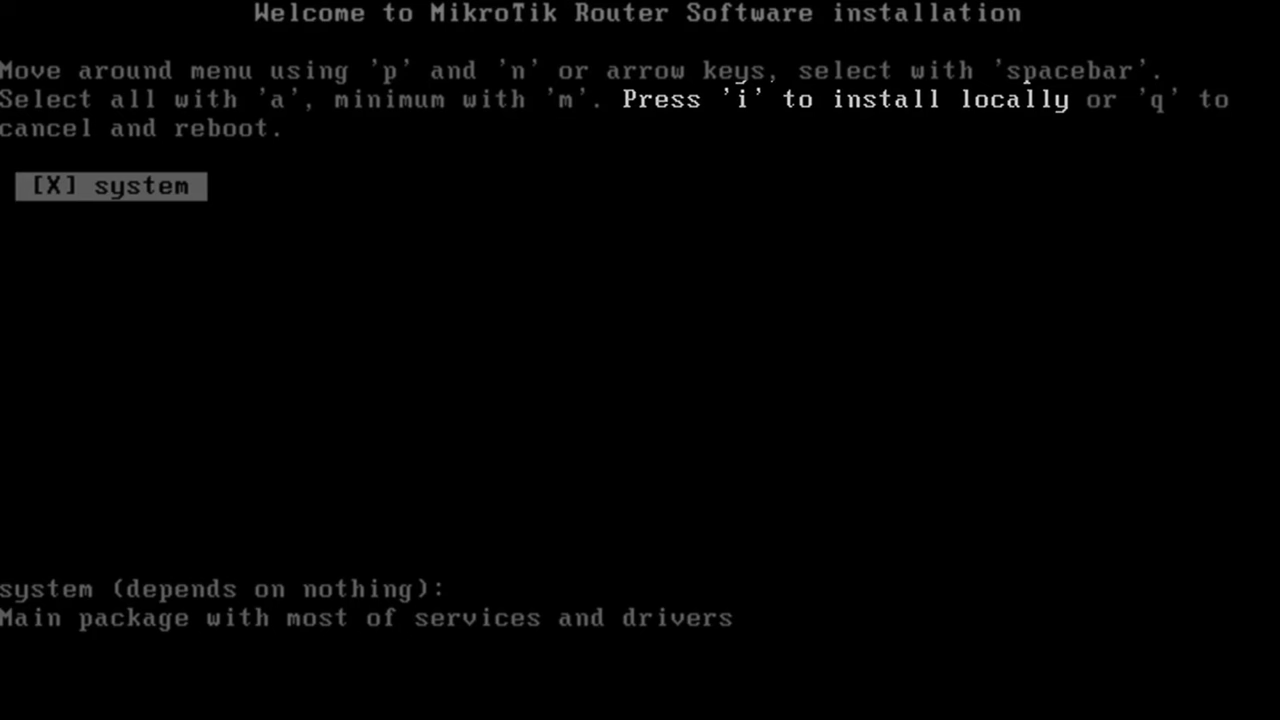 Welcome to MikroTik Router Software installation
Move around menu using 'p' and 'n' or arrow keys, select with 'spacebar'.
Select all with 'a', minimum with 'm'. Press 'i' to install locally or 'q' to
cancel and reboot.
[X] system
system (depends on nothing):
Main package with most of services and drivers